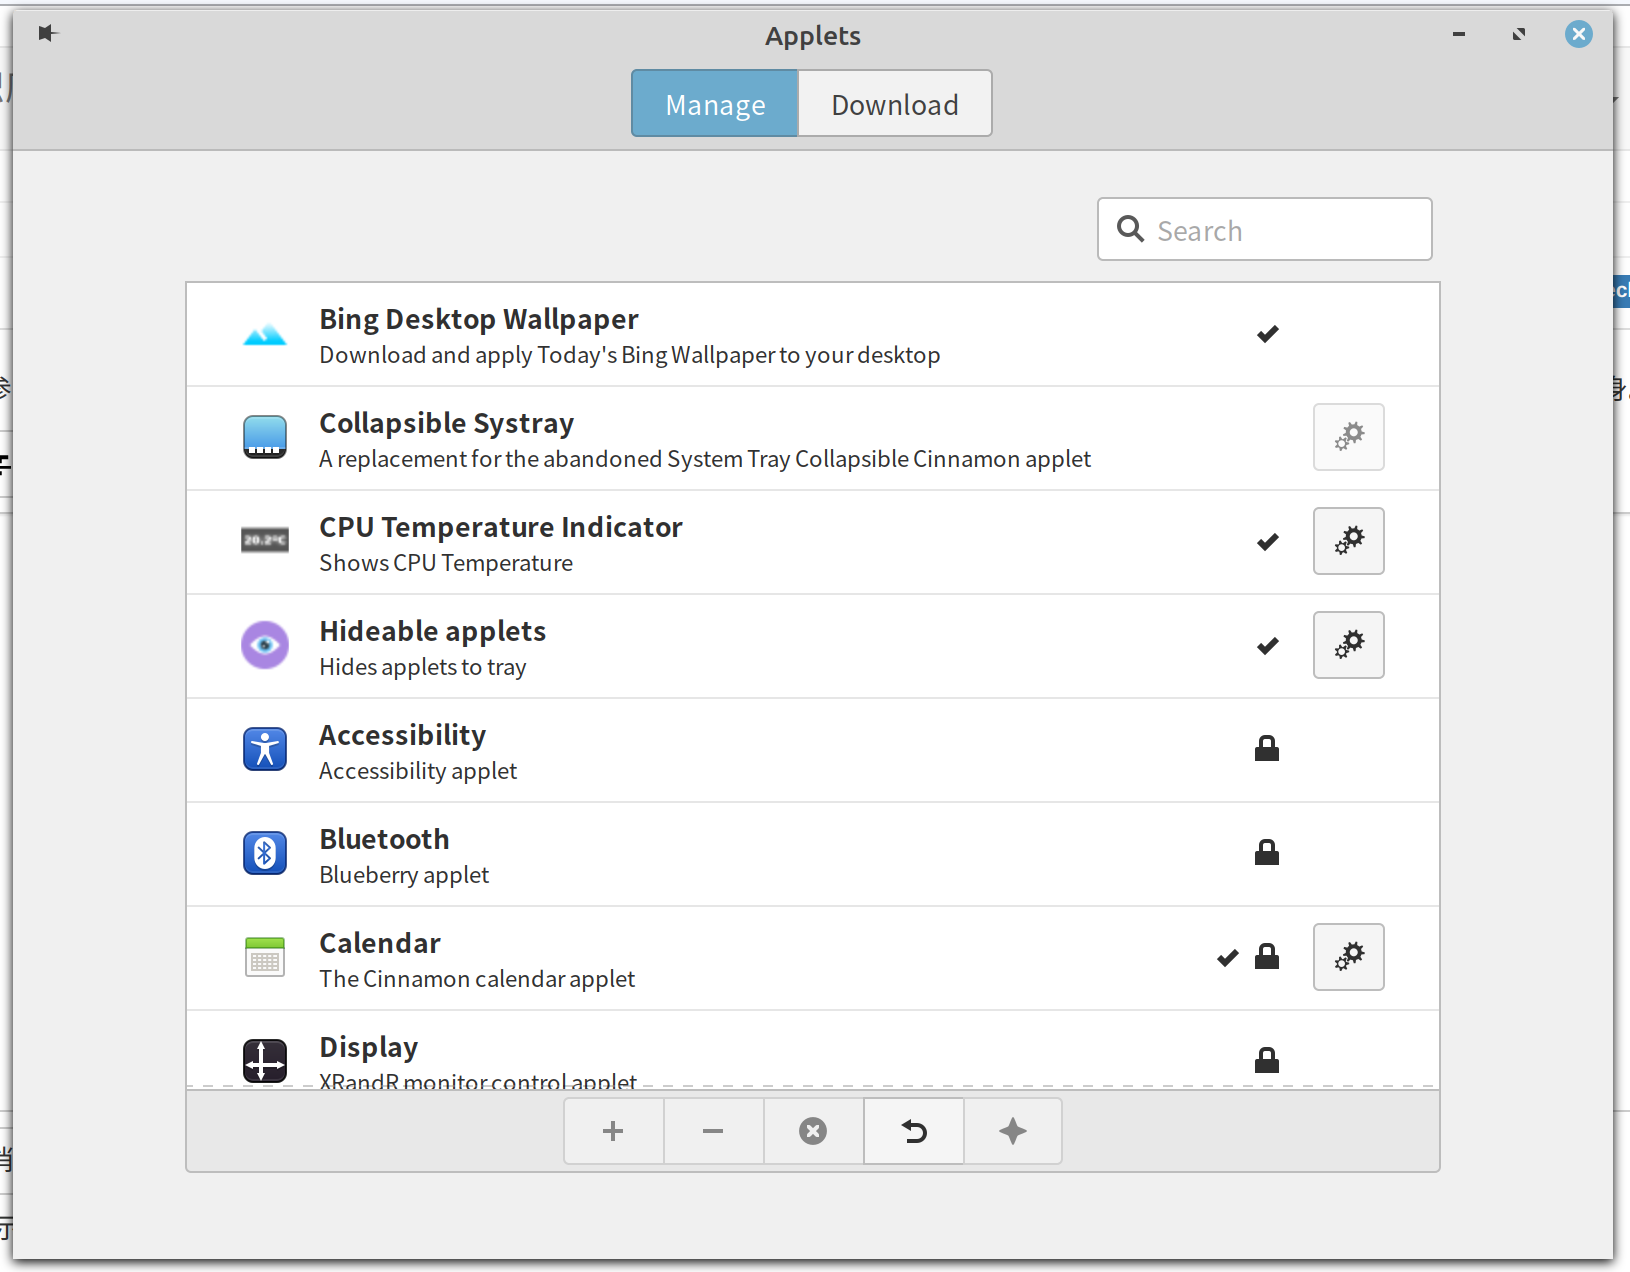 Applets
Manage
Download
Search
Bing Desktop Wallpaper
Download and apply Today's Bing Wallpaper to your desktop
Collapsible Systray
A replacement for the abandoned System Tray Collapsible Cinnamon applet
20.2°C
CPU Temperature Indicator
Shows CPU Temperature
Hideable applets
Hides applets to tray
Accessibility
Accessibility applet
Bluetooth
Blueberry applet
Calendar
The Cinnamon calendar applet
Display
XRandR monitor control applet